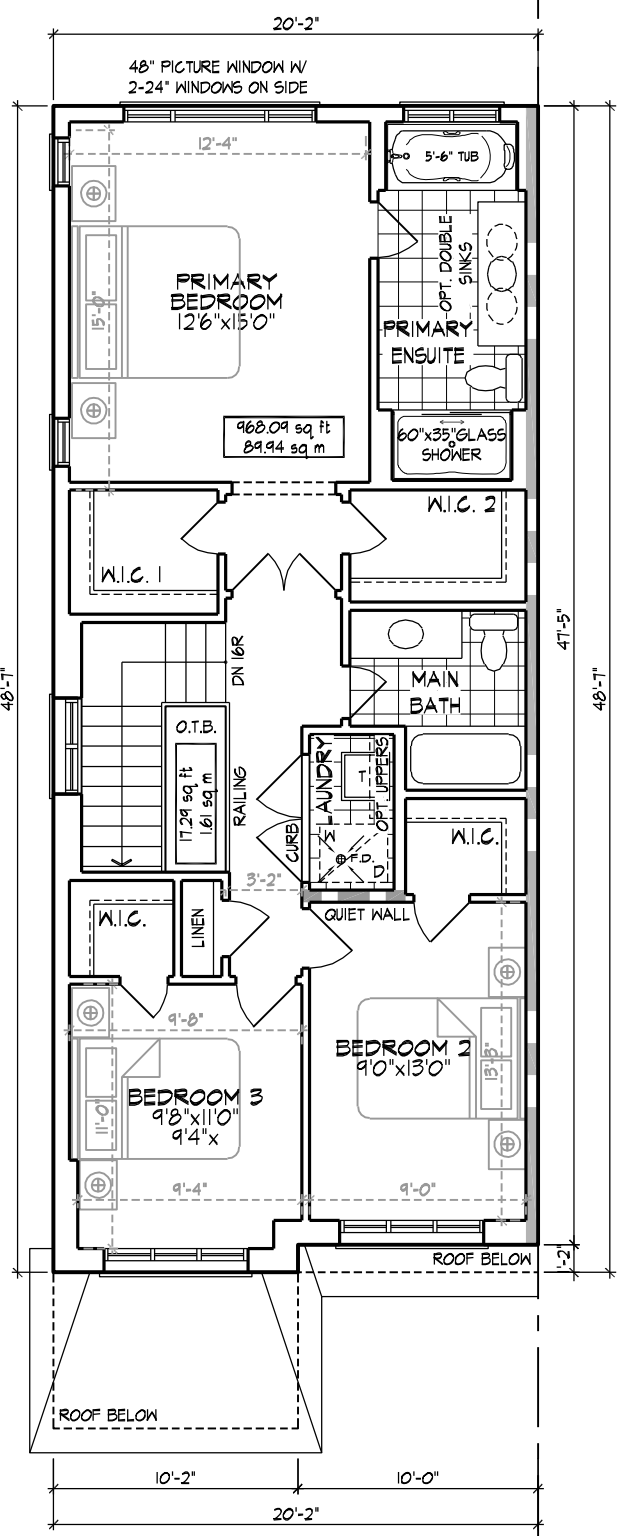 20'-2"
48" PICTURE WINDOW W/
2-24" WINDOWS ON SIDE
12'-4"
5'-6" TUB
OPT. DOUBLE
SINKS
15'-0"
PRIMARY
BEDROOM
12'6"x15'0"
PRIMARY
ENSUITE
968.09 sq ft
89.94 sq m
60"x35"GLASS
SHOWER
W.I.C. 1
W.I.C. 2
47'-5"
48'-7"
48'-7"
DN 16R
MAIN
BATH
O.T.B.
17.29 sq ft
1.61 sq m
RAILING
LAUNDRY
T
OPT. UPPERS
CURB
W
F.D.
D
W.I.C.
3'-2"
W.I.C.
LINEN
QUIET WALL
9'-8"
BEDROOM 2
9'0"x13'0"
13'-3"
BEDROOM 3
9'8"x11'0"
9'4"x
11'-0"
9'-4"
9'-0"
ROOF BELOW
1'-2"
ROOF BELOW
10'-2"
10'-0"
20'-2"